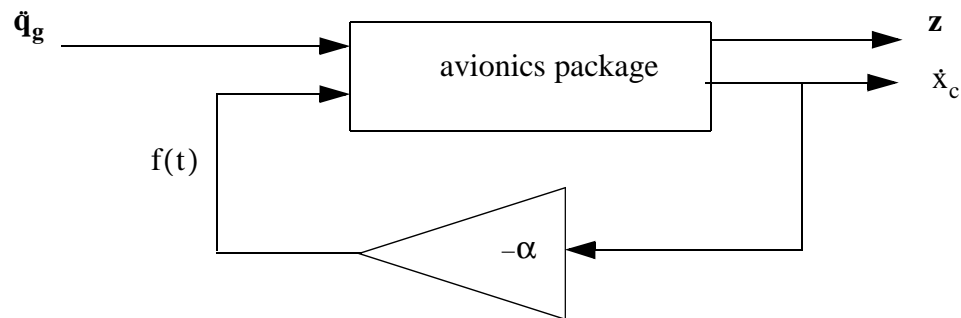 q̈g z
avionics package
ẋc
f(t)
–α